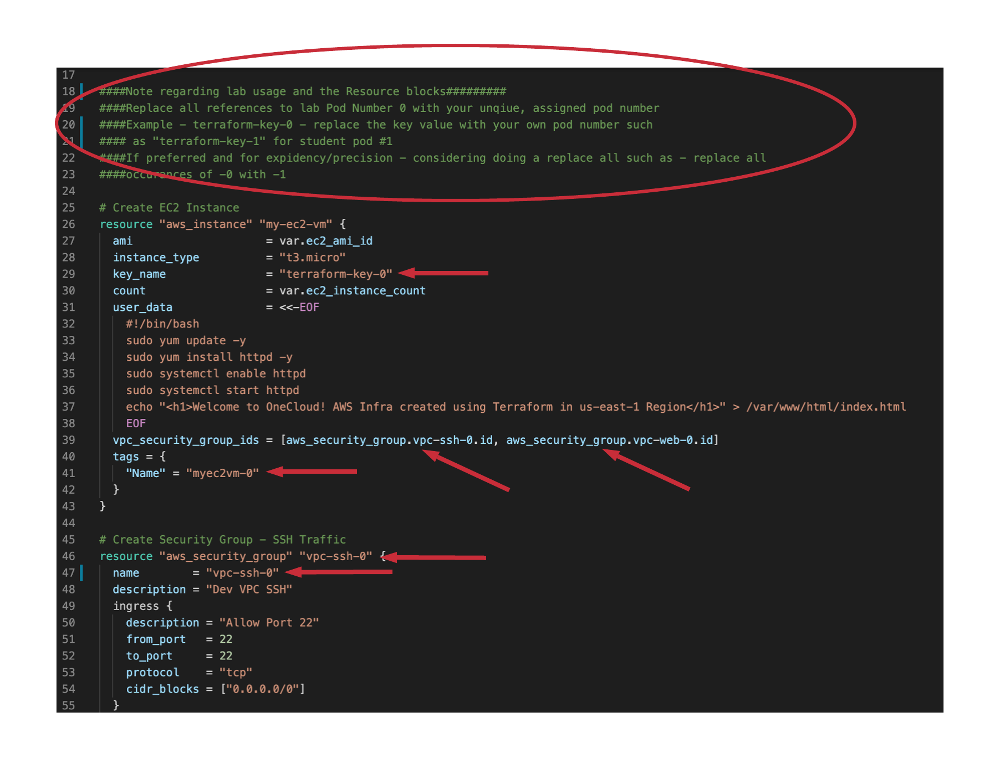 17
18 ####Note regarding lab usage and the Resource blocks#########
19 ####Replace all references to lab Pod Number 0 with your unqiue, assigned pod number
20 ####Example – terraform-key-0 – replace the key value with your own pod number such
21 #### as "terraform-key-1" for student pod #1
22 ####If preferred and for expidency/precision – considering doing a replace all such as – replace all
23 ####occurances of -0 with -1
24
25 # Create EC2 Instance
26 resource "aws_instance" "my-ec2-vm" {
27   ami                    = var.ec2_ami_id
28   instance_type          = "t3.micro"
29   key_name               = "terraform-key-0"
30   count                  = var.ec2_instance_count
31   user_data              = <<-EOF
32     #!/bin/bash
33     sudo yum update -y
34     sudo yum install httpd -y
35     sudo systemctl enable httpd
36     sudo systemctl start httpd
37     echo "<h1>Welcome to OneCloud! AWS Infra created using Terraform in us-east-1 Region</h1>" > /var/www/html/index.html
38     EOF
39   vpc_security_group_ids = [aws_security_group.vpc-ssh-0.id, aws_security_group.vpc-web-0.id]
40   tags = {
41     "Name" = "myec2vm-0"
42   }
43 }
44
45 # Create Security Group – SSH Traffic
46 resource "aws_security_group" "vpc-ssh-0" {
47   name        = "vpc-ssh-0"
48   description = "Dev VPC SSH"
49   ingress {
50     description = "Allow Port 22"
51     from_port   = 22
52     to_port     = 22
53     protocol    = "tcp"
54     cidr_blocks = ["0.0.0.0/0"]
55   }